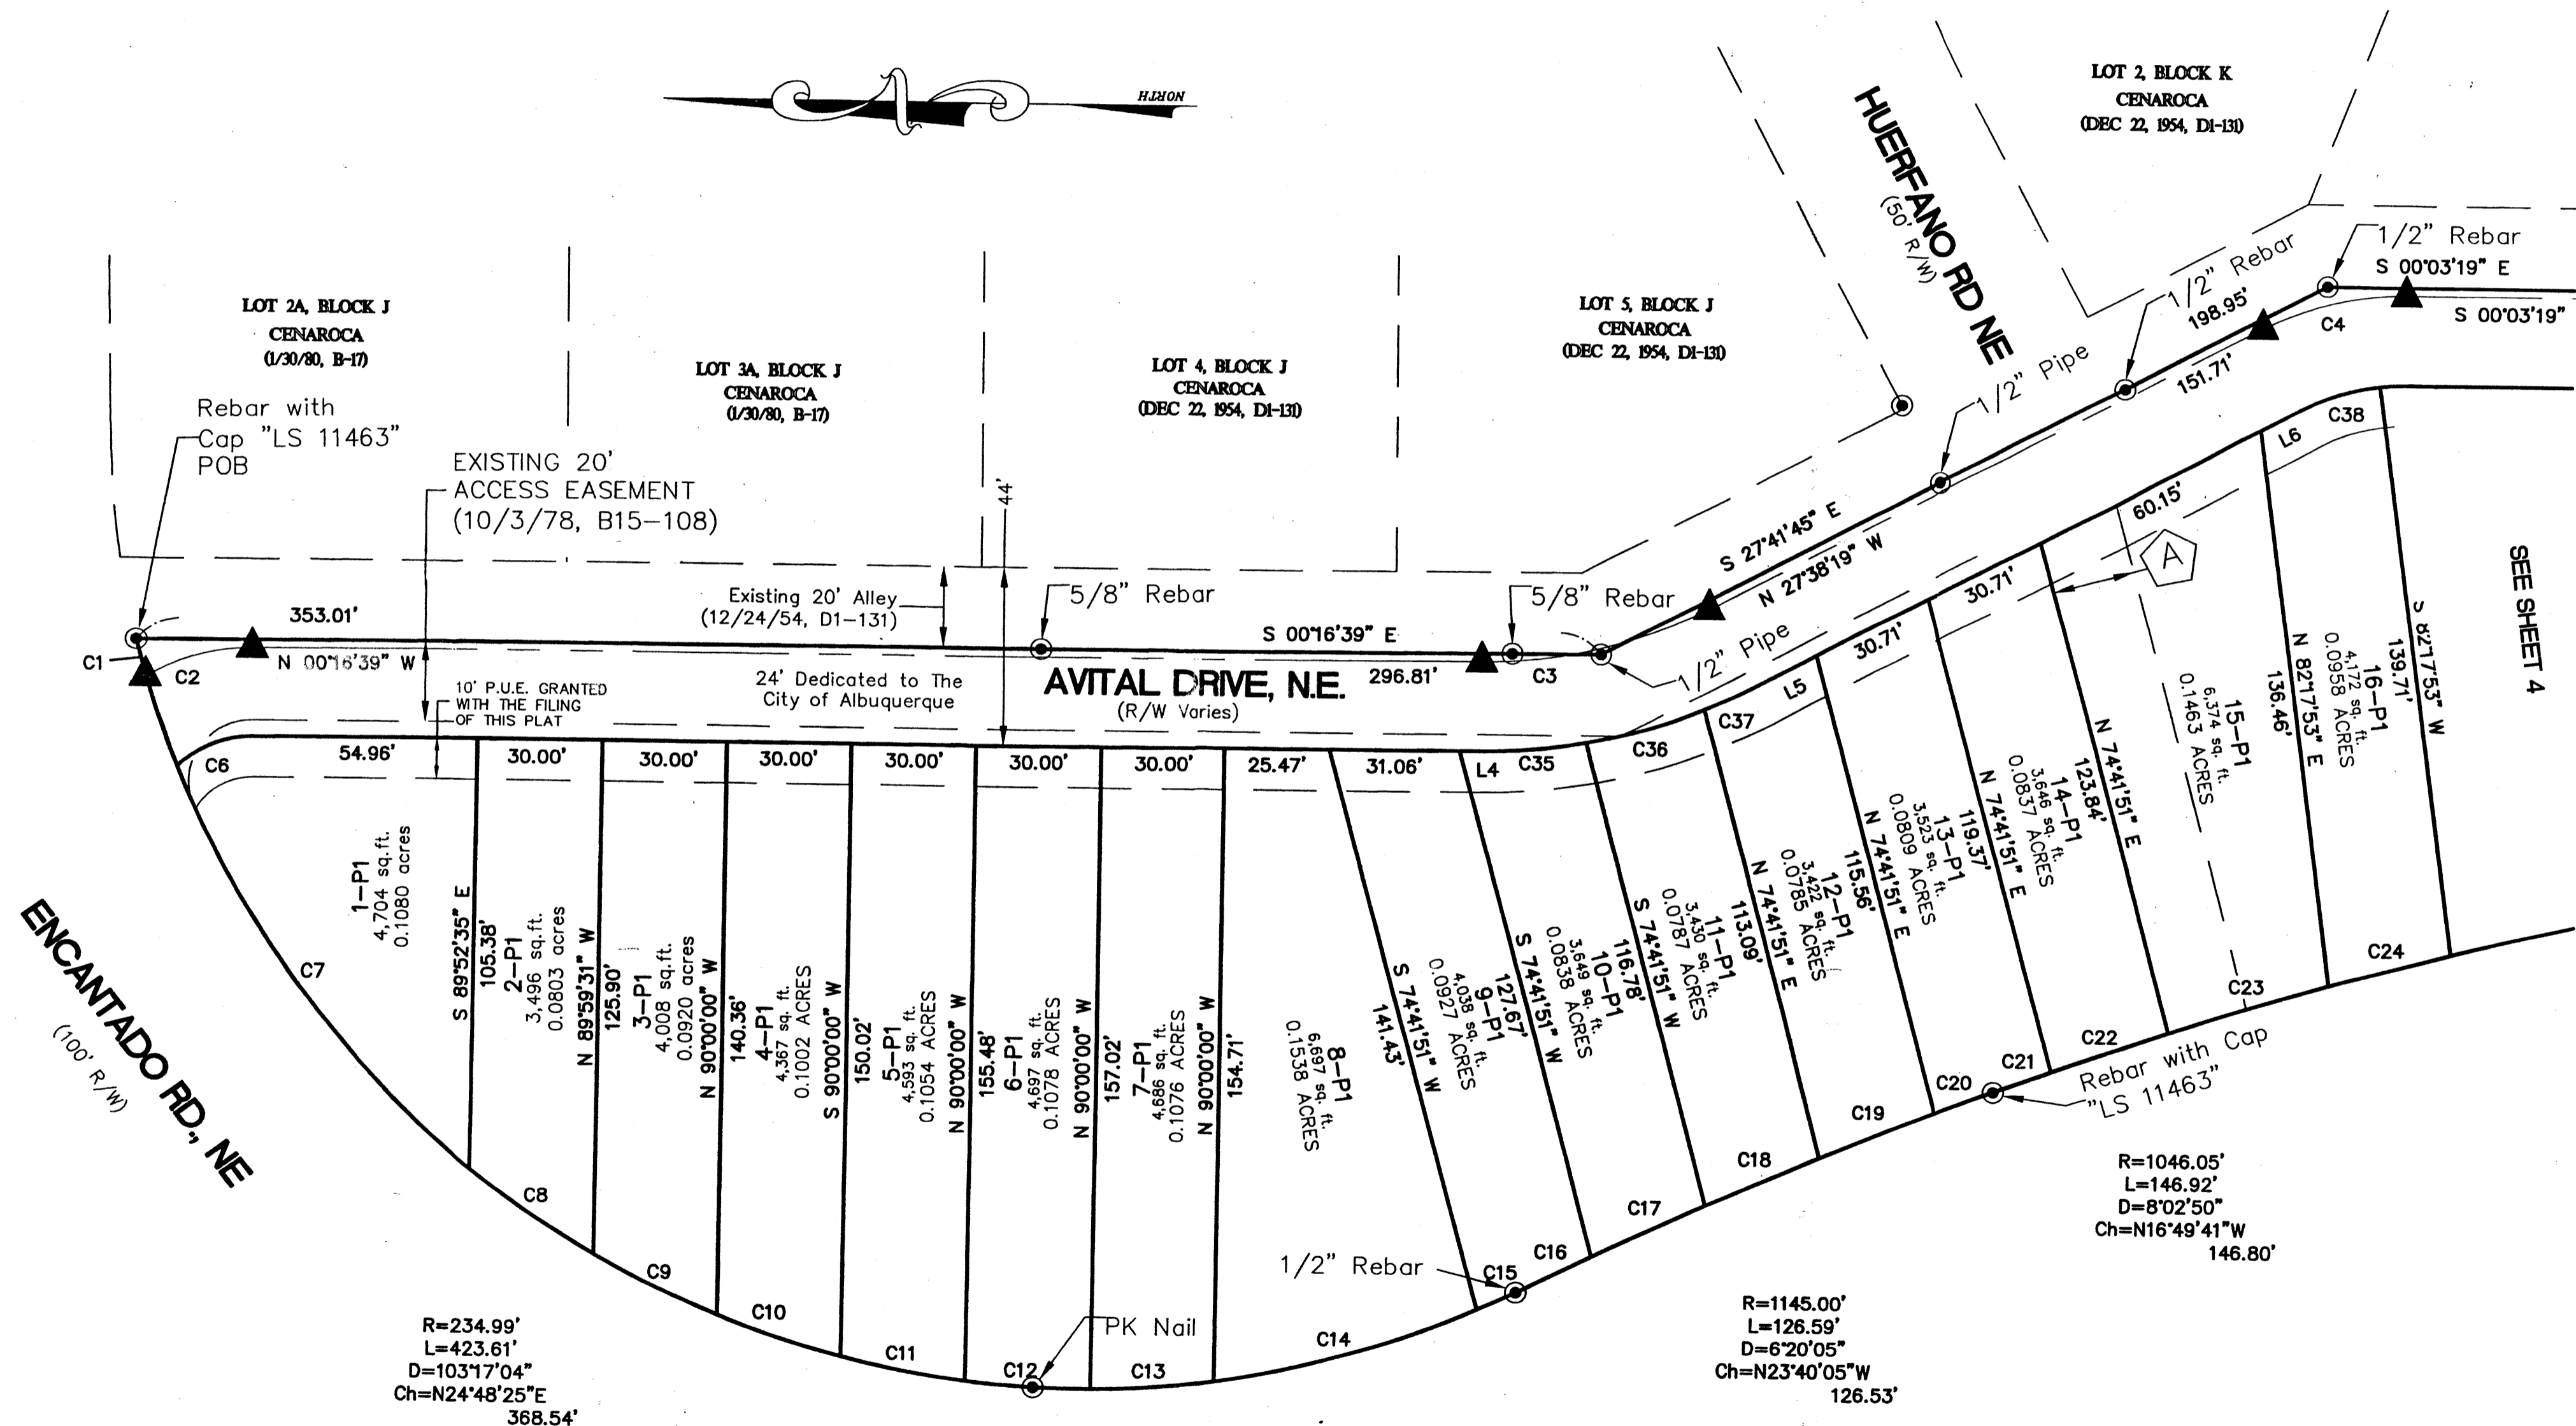 NORTH
LOT 2, BLOCK K
CENAROCA
(DEC 22, 1954, D1-131)
HUERFANO RD NE
(50' R/W)
1/2" Rebar
S 00°03'19" E
S 00°03'19"
C4
1/2" Rebar
198.95'
151.71'
1/2" Pipe
LOT 2A, BLOCK J
CENAROCA
(1/30/80, B-17)
LOT 3A, BLOCK J
CENAROCA
(1/30/80, B-17)
LOT 4, BLOCK J
CENAROCA
(DEC 22, 1954, D1-131)
LOT 5, BLOCK J
CENAROCA
(DEC 22, 1954, D1-131)
Rebar with
Cap "LS 11463"
POB
EXISTING 20'
ACCESS EASEMENT
(10/3/78, B15-108)
44'
Existing 20' Alley
(12/24/54, D1-131)
5/8" Rebar
5/8" Rebar
S 27°41'45" E
N 27°38'19" W
1/2" Pipe
353.01'
N 00°16'39" W
S 00°16'39" E
296.81'
C1
C2
C3
10' P.U.E. GRANTED
WITH THE FILING
OF THIS PLAT
24' Dedicated to The
City of Albuquerque
AVITAL DRIVE, N.E.
(R/W Varies)
C6
54.96'
30.00'
30.00'
30.00'
30.00'
30.00'
30.00'
25.47'
31.06'
L4
C35
C36
C37
L5
30.71'
30.71'
60.15'
A
L6
C38
SEE SHEET 4
1-P1
4,704 sq.ft.
0.1080 acres
S 89°52'35" E
105.38'
2-P1
3,496 sq.ft.
0.0803 acres
N 89°59'31" W
125.90'
3-P1
4,008 sq.ft.
0.0920 acres
N 90°00'00" W
140.36'
4-P1
4,367 sq. ft.
0.1002 ACRES
S 90°00'00" W
150.02'
5-P1
4,593 sq. ft.
0.1054 ACRES
N 90°00'00" W
155.48'
6-P1
4,697 sq. ft.
0.1078 ACRES
N 90°00'00" W
157.02'
7-P1
4,686 sq. ft.
0.1076 ACRES
N 90°00'00" W
154.71'
8-P1
6,697 sq. ft.
0.1538 ACRES
S 74°41'51" W
141.43'
9-P1
4,038 sq. ft.
0.0927 ACRES
S 74°41'51" W
127.67'
10-P1
3,649 sq. ft.
0.0838 ACRES
S 74°41'51" W
116.78'
11-P1
3,430 sq. ft.
0.0787 ACRES
N 74°41'51" E
113.09'
12-P1
3,422 sq. ft.
0.0785 ACRES
N 74°41'51" E
115.56'
13-P1
3,523 sq. ft.
0.0809 ACRES
N 74°41'51" E
119.37'
14-P1
3,646 sq. ft.
0.0837 ACRES
N 74°41'51" E
123.84'
15-P1
6,374 sq. ft.
0.1463 ACRES
N 82°17'53" E
136.46'
16-P1
4,172 sq. ft.
0.0958 ACRES
S 82°17'53" W
139.71'
ENCANTADO RD., NE
(100' R/W)
C7
C8
C9
C10
C11
C12
C13
C14
C15
C16
C17
C18
C19
C20
C21
C22
C23
C24
PK Nail
1/2" Rebar
Rebar with Cap
"LS 11463"
R=234.99'
L=423.61'
D=103°17'04"
Ch=N24°48'25"E
368.54'
R=1145.00'
L=126.59'
D=6°20'05"
Ch=N23°40'05"W
126.53'
R=1046.05'
L=146.92'
D=8°02'50"
Ch=N16°49'41"W
146.80'